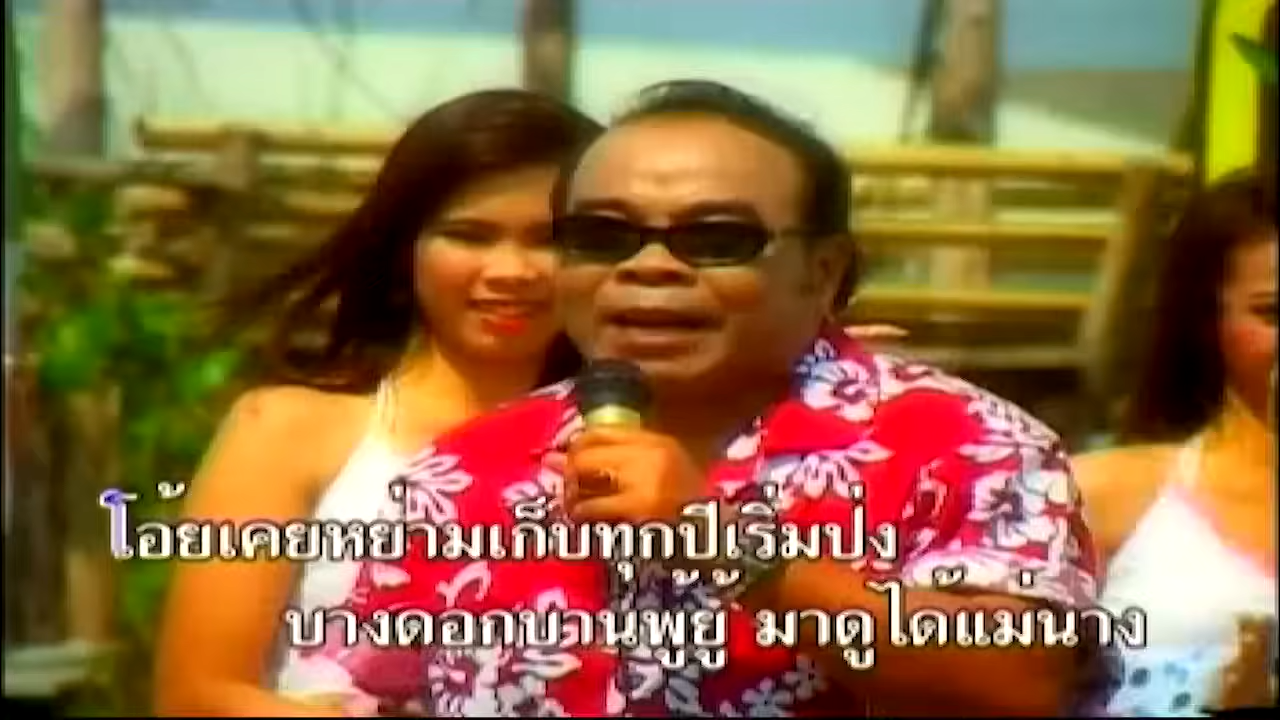 โอ้ยเคยหย่ามเก็บทุกปีเริ่มป่ง
บางดอกบานพู้ยู้ มาดูได้แม่นาง